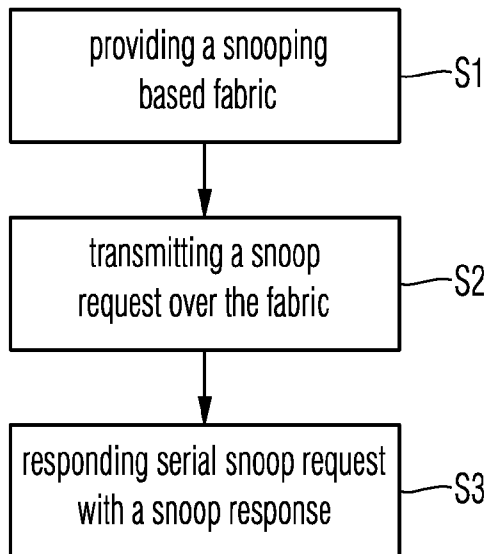 providing a snooping
based fabric
S1
transmitting a snoop
request over the fabric
S2
responding serial snoop request
with a snoop response
S3